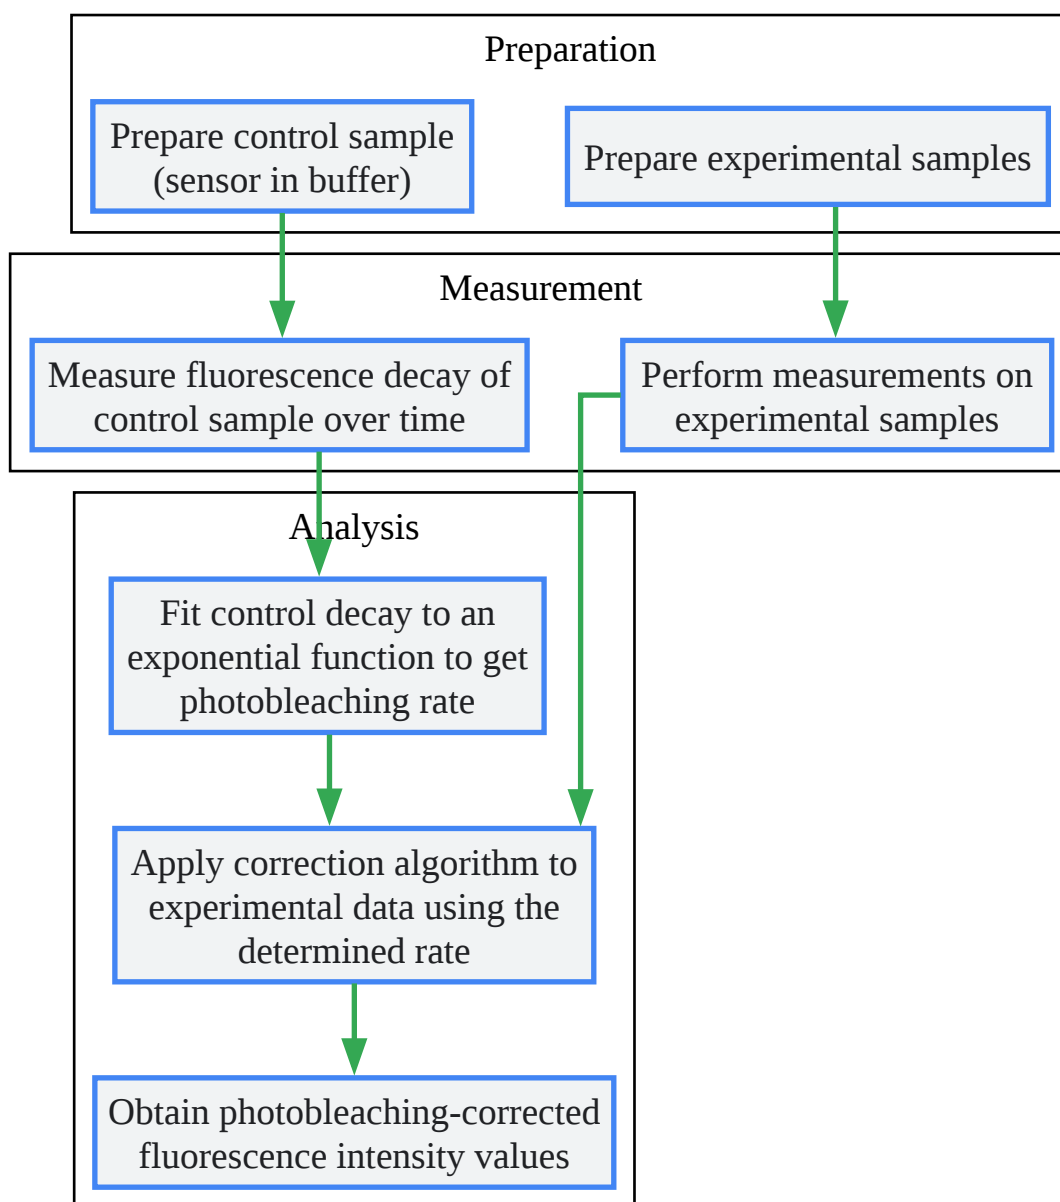 Preparation
Prepare control sample
(sensor in buffer)
Prepare experimental samples
Measurement
Measure fluorescence decay of
control sample over time
Perform measurements on
experimental samples
Analysis
Fit control decay to an
exponential function to get
photobleaching rate
Apply correction algorithm to
experimental data using the
determined rate
Obtain photobleaching-corrected
fluorescence intensity values